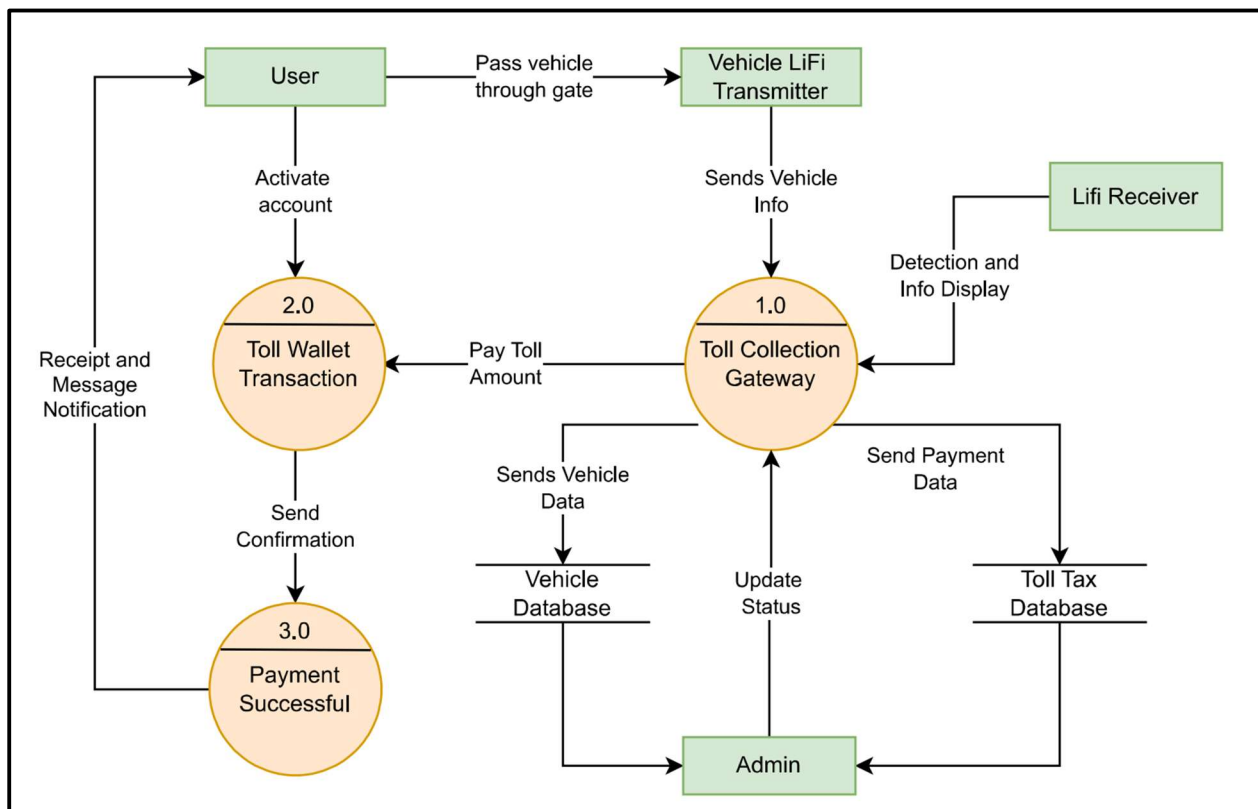 User
Pass vehicle
through gate
Vehicle LiFi
Transmitter
Activate
account
Sends Vehicle
Info
Lifi Receiver
Detection and
Info Display
2.0
Toll Wallet
Transaction
Pay Toll
Amount
1.0
Toll Collection
Gateway
Receipt and
Message
Notification
Sends Vehicle
Data
Send Payment
Data
Send
Confirmation
Vehicle
Database
Update
Status
Toll Tax
Database
3.0
Payment
Successful
Admin